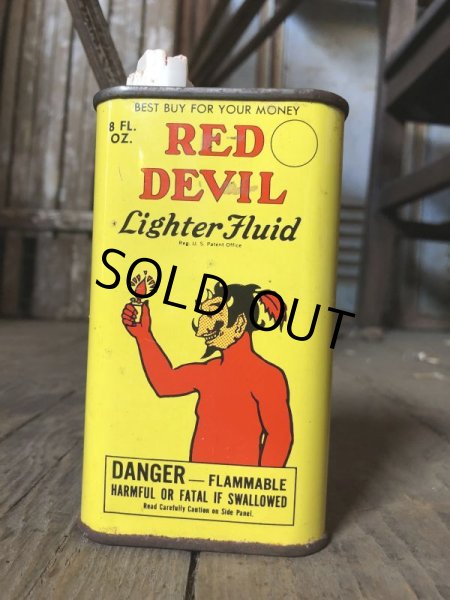 BEST BUY FOR YOUR MONEY
8 FL.
OZ.
RED
DEVIL
Lighter Fluid
Reg. U. S. Patent Office
SOLD OUT
DANGER — FLAMMABLE
HARMFUL OR FATAL IF SWALLOWED
Read Carefully Caution on Side Panel.